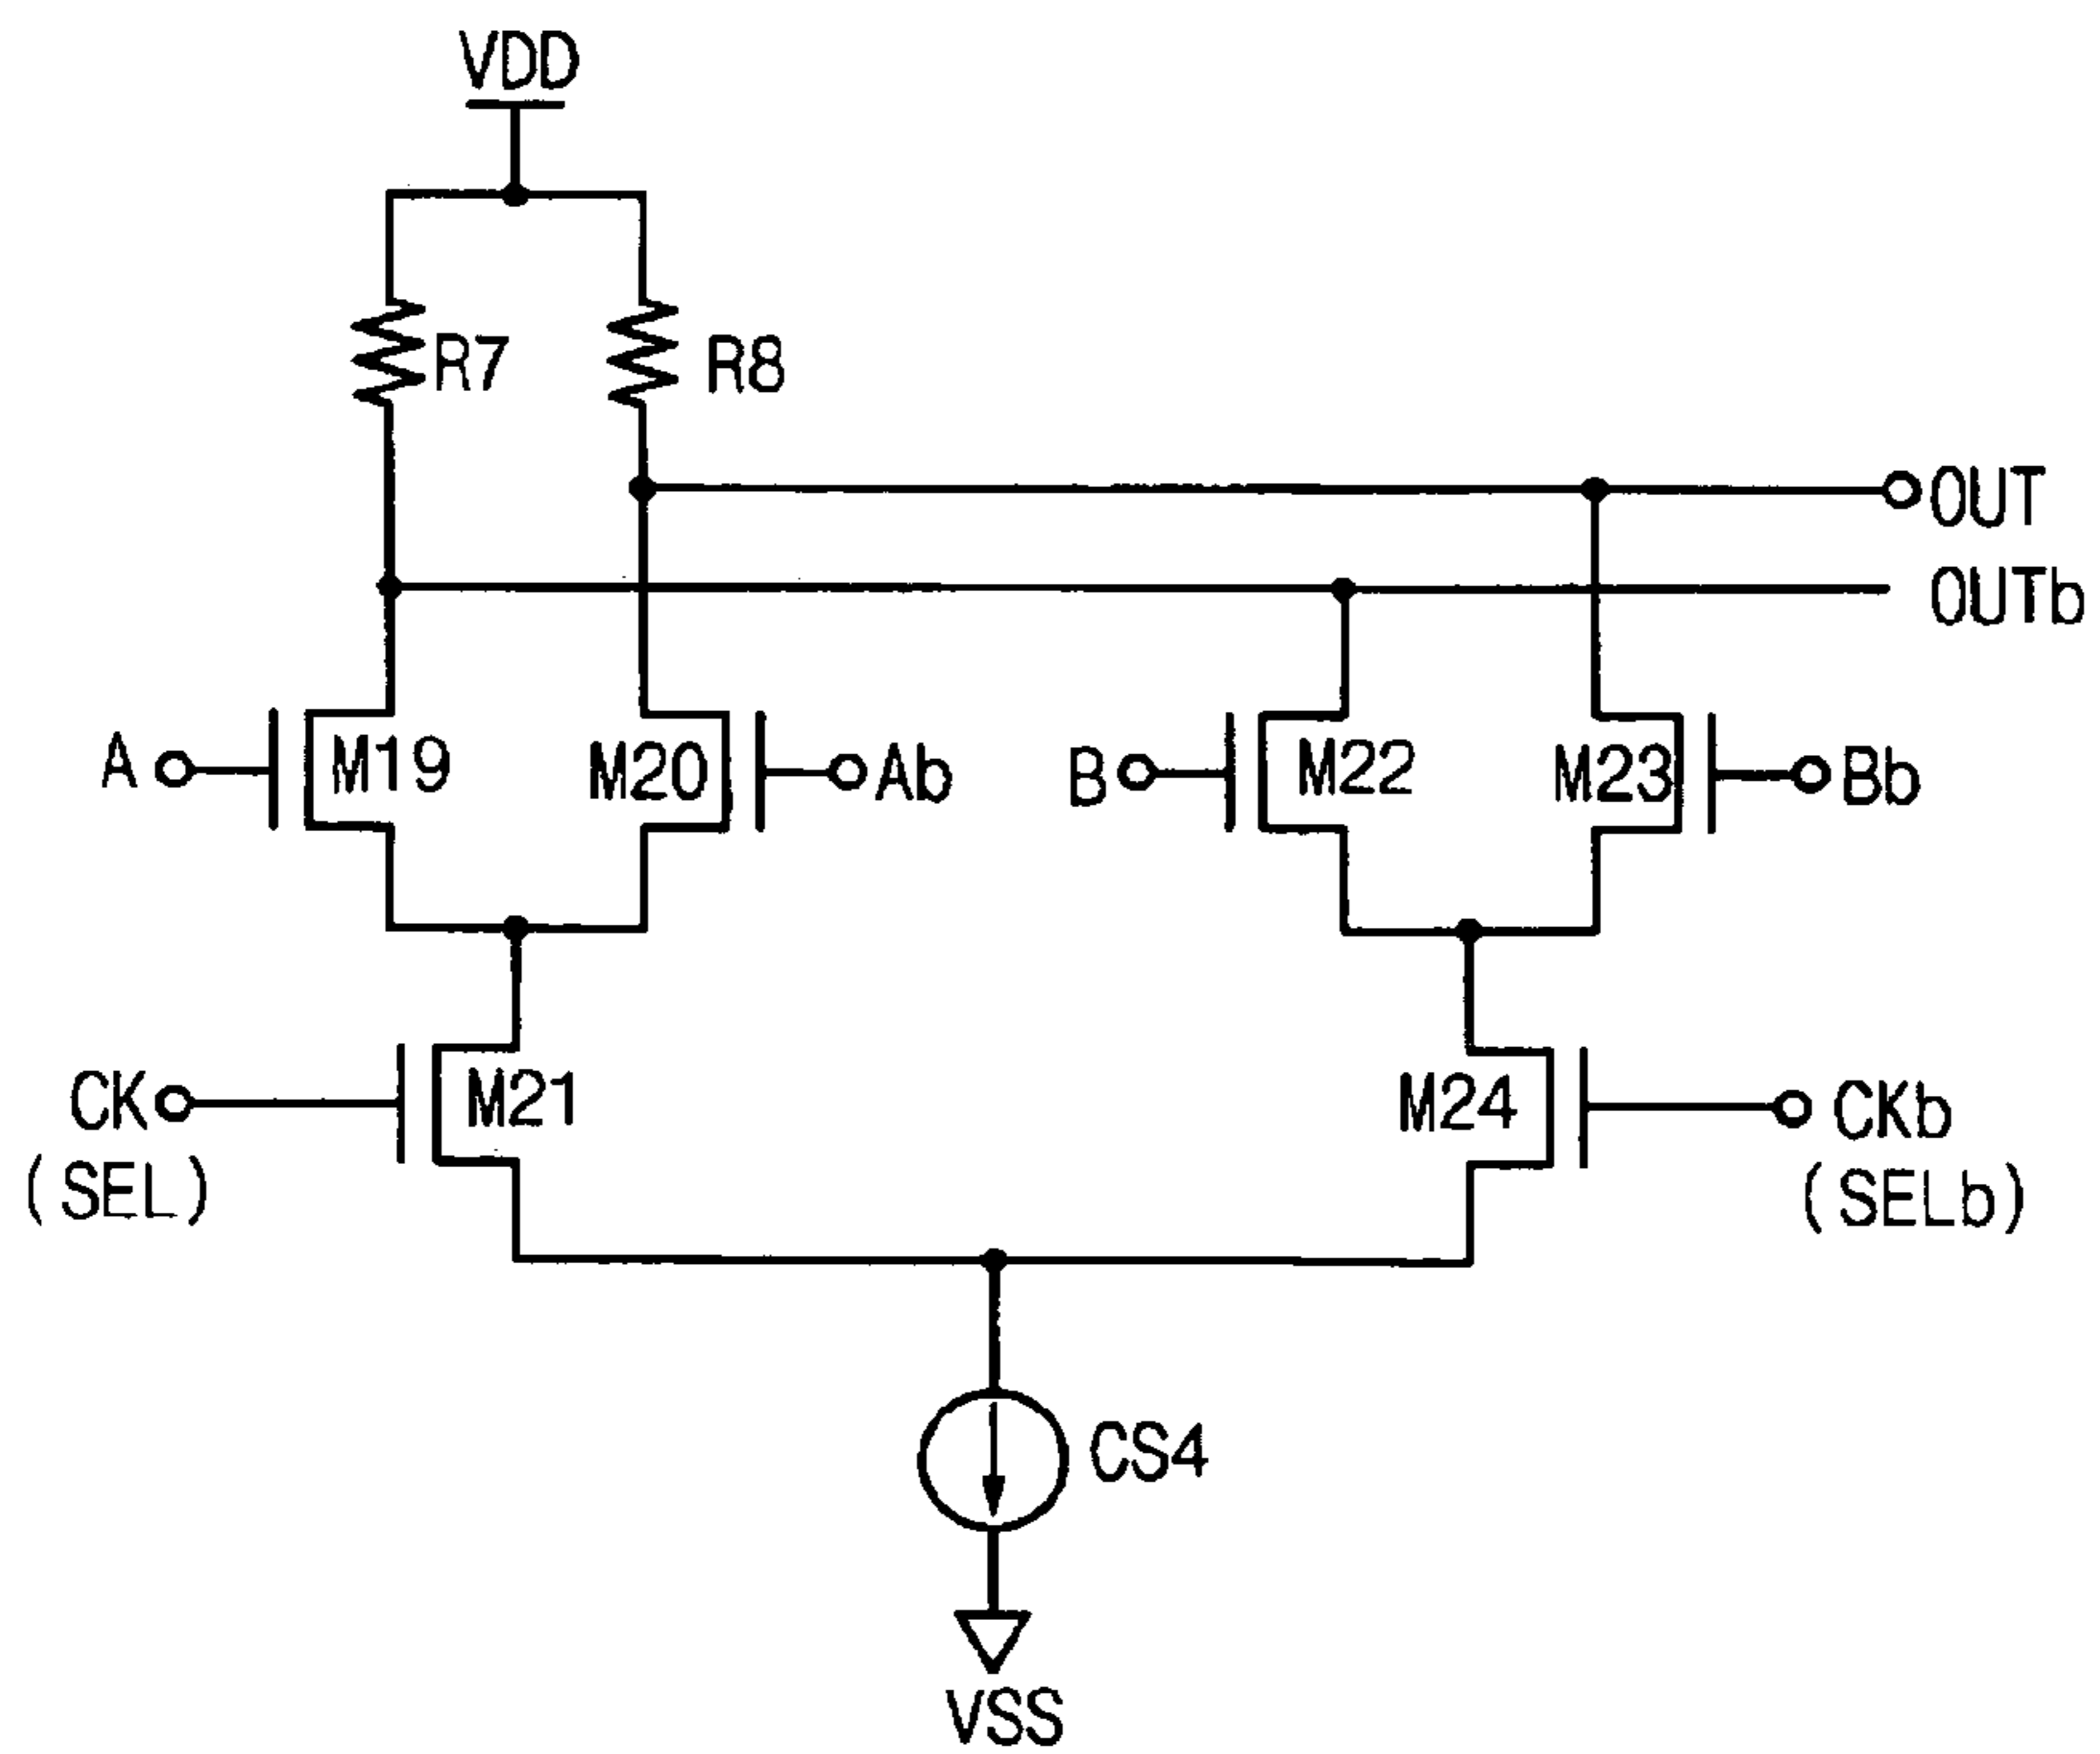 VDD
R7
R8
OUT
OUTb
A
M19
M20
Ab
B
M22
M23
Bb
CK
(SEL)
M21
M24
CKb
(SELb)
CS4
VSS